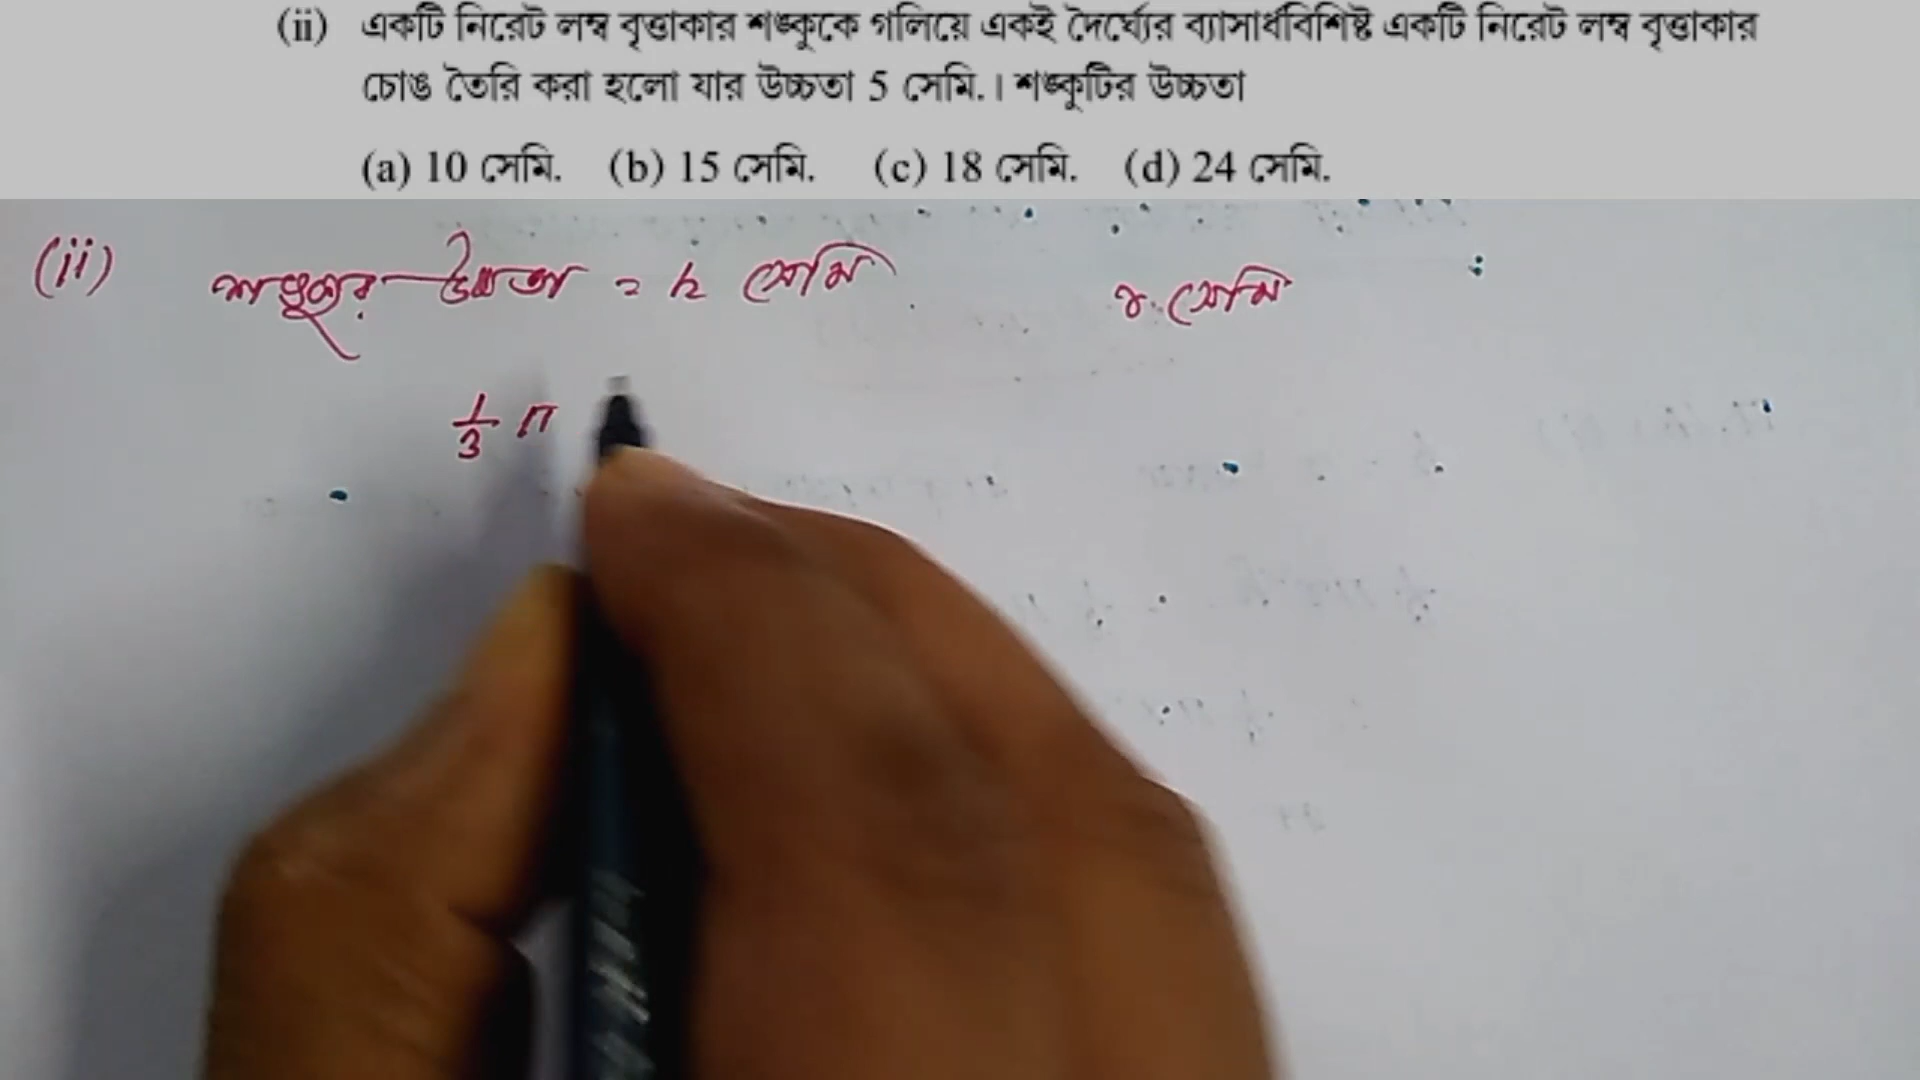 (ii) একটি নিরেট লম্ব বৃত্তাকার শঙ্কুকে গলিয়ে একই দৈর্ঘ্যের ব্যাসার্ধবিশিষ্ট একটি নিরেট লম্ব বৃত্তাকার
চোঙ তৈরি করা হলো যার উচ্চতা 5 সেমি.। শঙ্কুটির উচ্চতা
(a) 10 সেমি. (b) 15 সেমি. (c) 18 সেমি. (d) 24 সেমি.
(ii) শঙ্কুর উচ্চতা = h সেমি r সেমি
1/3 π